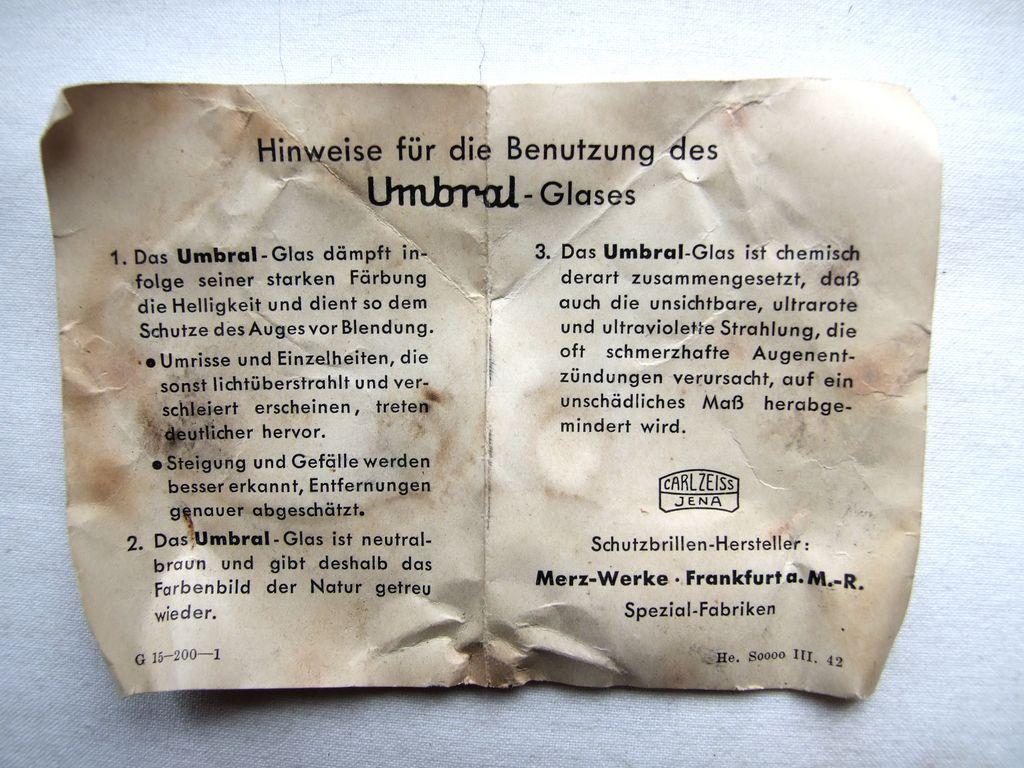 Hinweise für die Benutzung des
Umbral-Glases
1. Das Umbral-Glas dämpft in-
folge seiner starken Färbung
die Helligkeit und dient so dem
Schutze des Auges vor Blendung.
• Umrisse und Einzelheiten, die
sonst lichtüberstrahlt und ver-
schleiert erscheinen, treten
deutlicher hervor.
• Steigung und Gefälle werden
besser erkannt, Entfernungen
genauer abgeschätzt.
2. Das Umbral-Glas ist neutral-
braun und gibt deshalb das
Farbenbild der Natur getreu
wieder.
G 15-200-1
3. Das Umbral-Glas ist chemisch
derart zusammengesetzt, daß
auch die unsichtbare, ultrarote
und ultraviolette Strahlung, die
oft schmerzhafte Augenent-
zündungen verursacht, auf ein
unschädliches Maß herabge-
mindert wird.
CARL ZEISS
JENA
Schutzbrillen-Hersteller:
Merz-Werke · Frankfurt a. M.-R.
Spezial-Fabriken
He. S0000 III. 42